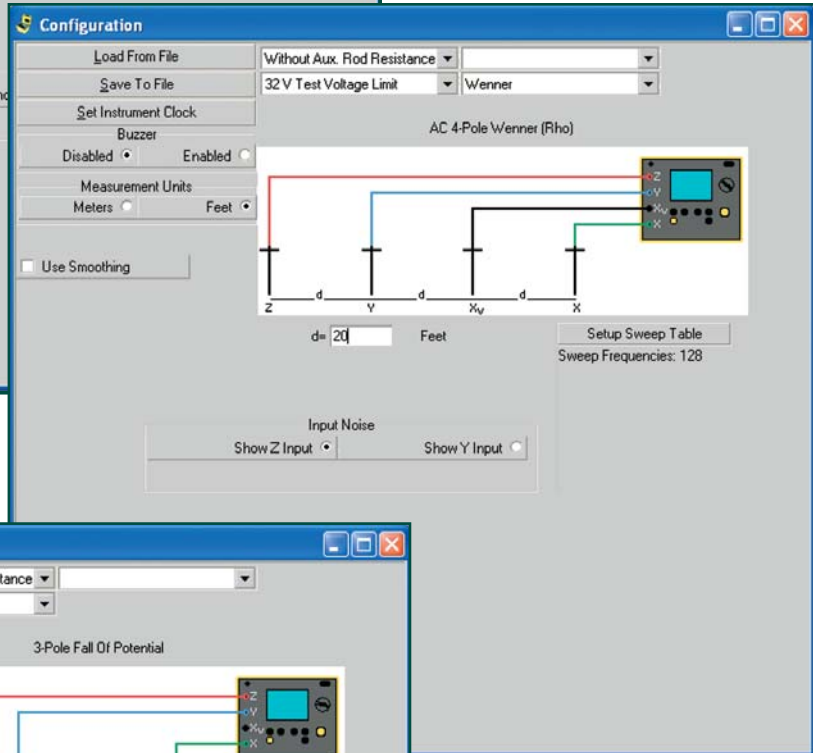 Configuration
Load From File
Without Aux. Rod Resistance
Save To File
32 V Test Voltage Limit
Wenner
Set Instrument Clock
Buzzer
Disabled
Enabled
AC 4-Pole Wenner (Rho)
Measurement Units
Meters
Feet
Use Smoothing
Z
Y
Xv
X
d
d
d
Z
Y
Xv
X
d= 20
Feet
Setup Sweep Table
Sweep Frequencies: 128
Input Noise
Show Z Input
Show Y Input
3-Pole Fall Of Potential
Z
Y
Xv
X